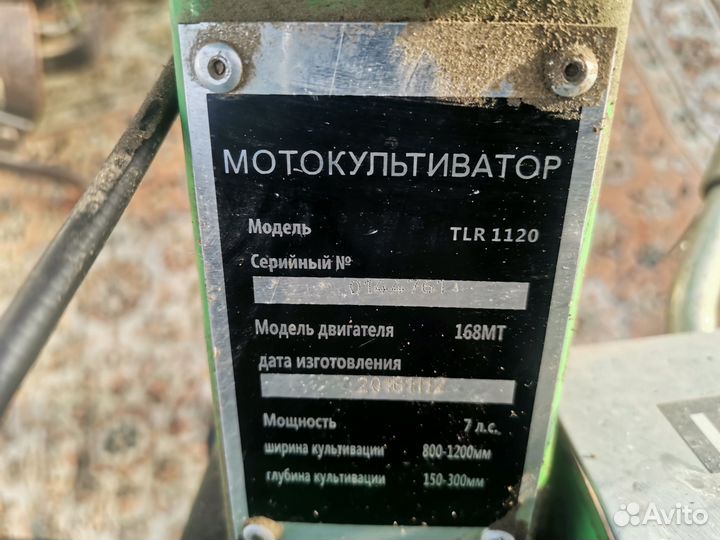 МОТОКУЛЬТИВАТОР
Модель TLR 1120
Серийный №
Модель двигателя 168МТ
дата изготовления
Мощность 7 л.с.
ширина культивации 800-1200мм
глубина культивации 150-300мм
Avito